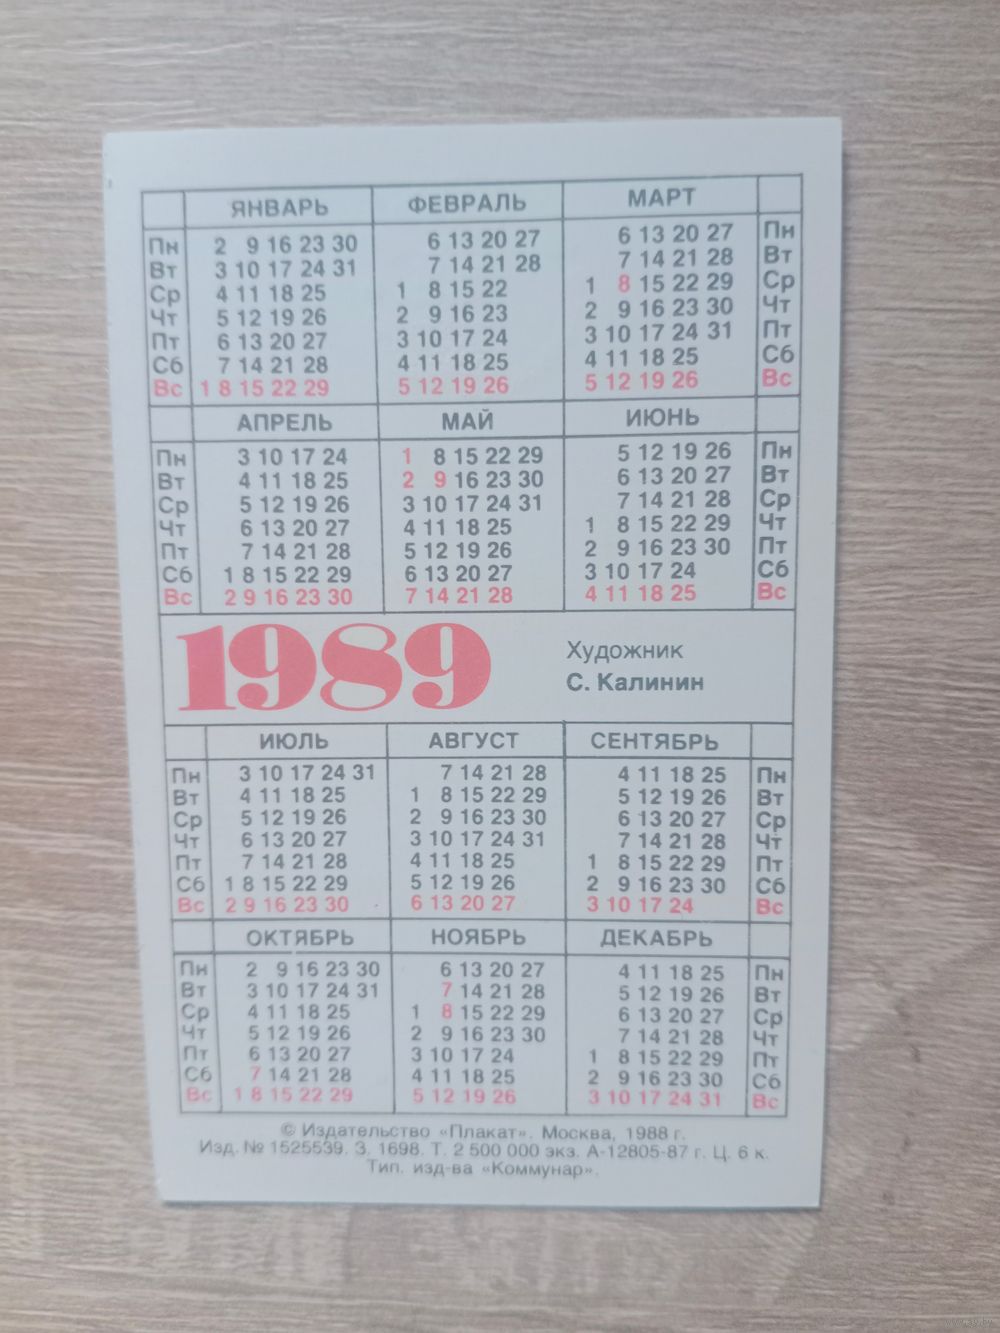 ЯНВАРЬ ФЕВРАЛЬ МАРТ
Пн 2 9 16 23 30 6 13 20 27 6 13 20 27 Пн
Вт 3 10 17 24 31 7 14 21 28 7 14 21 28 Вт
Ср 4 11 18 25 1 8 15 22 1 8 15 22 29 Ср
Чт 5 12 19 26 2 9 16 23 2 9 16 23 30 Чт
Пт 6 13 20 27 3 10 17 24 3 10 17 24 31 Пт
Сб 7 14 21 28 4 11 18 25 4 11 18 25 Сб
Вс 1 8 15 22 29 5 12 19 26 5 12 19 26 Вс
АПРЕЛЬ МАЙ ИЮНЬ
Пн 3 10 17 24 1 8 15 22 29 5 12 19 26 Пн
Вт 4 11 18 25 2 9 16 23 30 6 13 20 27 Вт
Ср 5 12 19 26 3 10 17 24 31 7 14 21 28 Ср
Чт 6 13 20 27 4 11 18 25 1 8 15 22 29 Чт
Пт 7 14 21 28 5 12 19 26 2 9 16 23 30 Пт
Сб 1 8 15 22 29 6 13 20 27 3 10 17 24 Сб
Вс 2 9 16 23 30 7 14 21 28 4 11 18 25 Вс
1989
Художник
С. Калинин
ИЮЛЬ АВГУСТ СЕНТЯБРЬ
Пн 3 10 17 24 31 7 14 21 28 4 11 18 25 Пн
Вт 4 11 18 25 1 8 15 22 29 5 12 19 26 Вт
Ср 5 12 19 26 2 9 16 23 30 6 13 20 27 Ср
Чт 6 13 20 27 3 10 17 24 31 7 14 21 28 Чт
Пт 7 14 21 28 4 11 18 25 1 8 15 22 29 Пт
Сб 1 8 15 22 29 5 12 19 26 2 9 16 23 30 Сб
Вс 2 9 16 23 30 6 13 20 27 3 10 17 24 Вс
ОКТЯБРЬ НОЯБРЬ ДЕКАБРЬ
Пн 2 9 16 23 30 6 13 20 27 4 11 18 25 Пн
Вт 3 10 17 24 31 7 14 21 28 5 12 19 26 Вт
Ср 4 11 18 25 1 8 15 22 29 6 13 20 27 Ср
Чт 5 12 19 26 2 9 16 23 30 7 14 21 28 Чт
Пт 6 13 20 27 3 10 17 24 1 8 15 22 29 Пт
Сб 7 14 21 28 4 11 18 25 2 9 16 23 30 Сб
Вс 1 8 15 22 29 5 12 19 26 3 10 17 24 31 Вс
© Издательство «Плакат». Москва, 1988 г.
Изд. № 1525539. З. 1698. Т. 2 500 000 экз. А-12805-87 г. Ц. 6 к.
Тип. изд-ва «Коммунар».